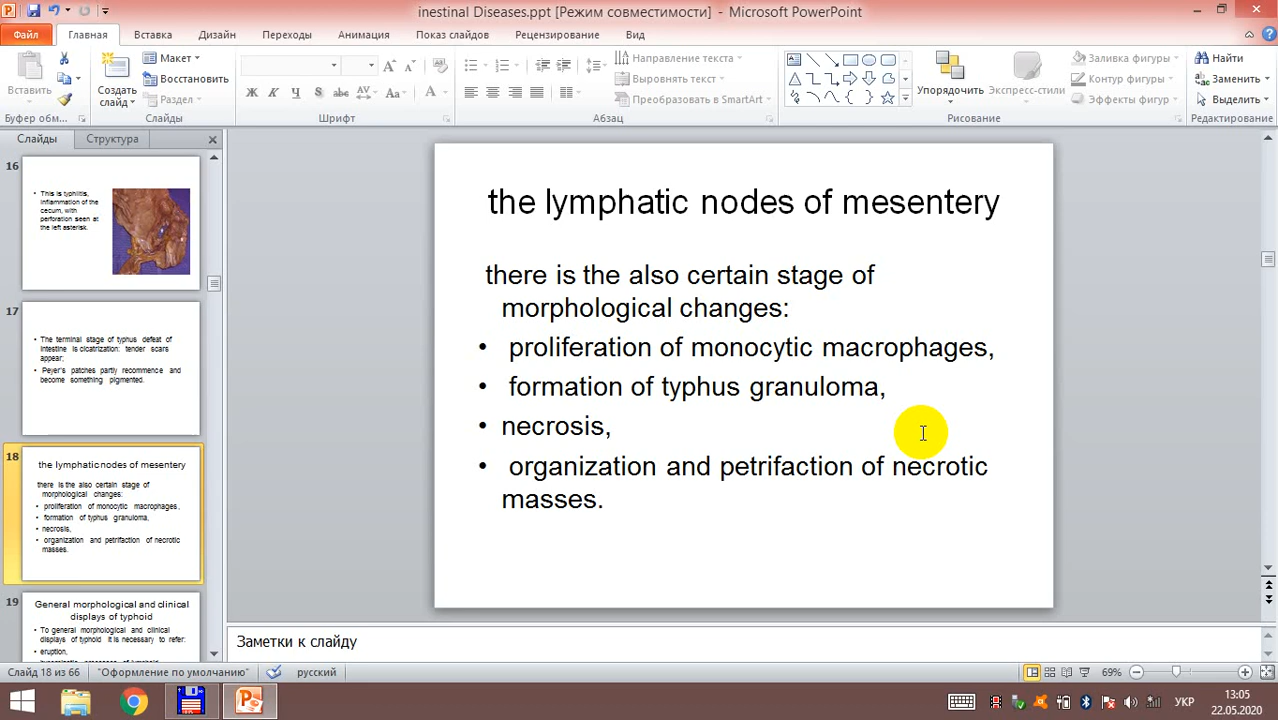 inestinal Diseases.ppt [Режим совместимости] - Microsoft PowerPoint
Файл Главная Вставка Дизайн Переходы Анимация Показ слайдов Рецензирование Вид
Вставить
Буфер обм...
Создать слайд
Макет
Восстановить
Раздел
Слайды
Ж К Ч S abc AV Aa A
Шрифт
Направление текста
Выровнять текст
Преобразовать в SmartArt
Абзац
Упорядочить
Экспресс-стили
Заливка фигуры
Контур фигуры
Эффекты фигур
Рисование
Найти
Заменить
Выделить
Редактирование
Слайды Структура
16
• This is typhlitis,
inflammation of the
cecum, with
perforation seen at
the left asterisk.
17
• The terminal stage of typhus defeat of
intestine is cicatrization: tender scars
appear;
• Peyer's patches partly recommence and
become something pigmented.
18
the lymphatic nodes of mesentery
there is the also certain stage of
morphological changes:
• proliferation of monocytic macrophages,
• formation of typhus granuloma,
• necrosis,
• organization and petrifaction of necrotic
masses.
19
General morphological and clinical
displays of typhoid
• To general morphological and clinical
displays of typhoid it is necessary to refer:
• eruption,
the lymphatic nodes of mesentery
there is the also certain stage of
morphological changes:
• proliferation of monocytic macrophages,
• formation of typhus granuloma,
• necrosis,
• organization and petrifaction of necrotic
masses.
Заметки к слайду
Слайд 18 из 66 "Оформление по умолчанию" русский 69%
УКР 13:05
22.05.2020